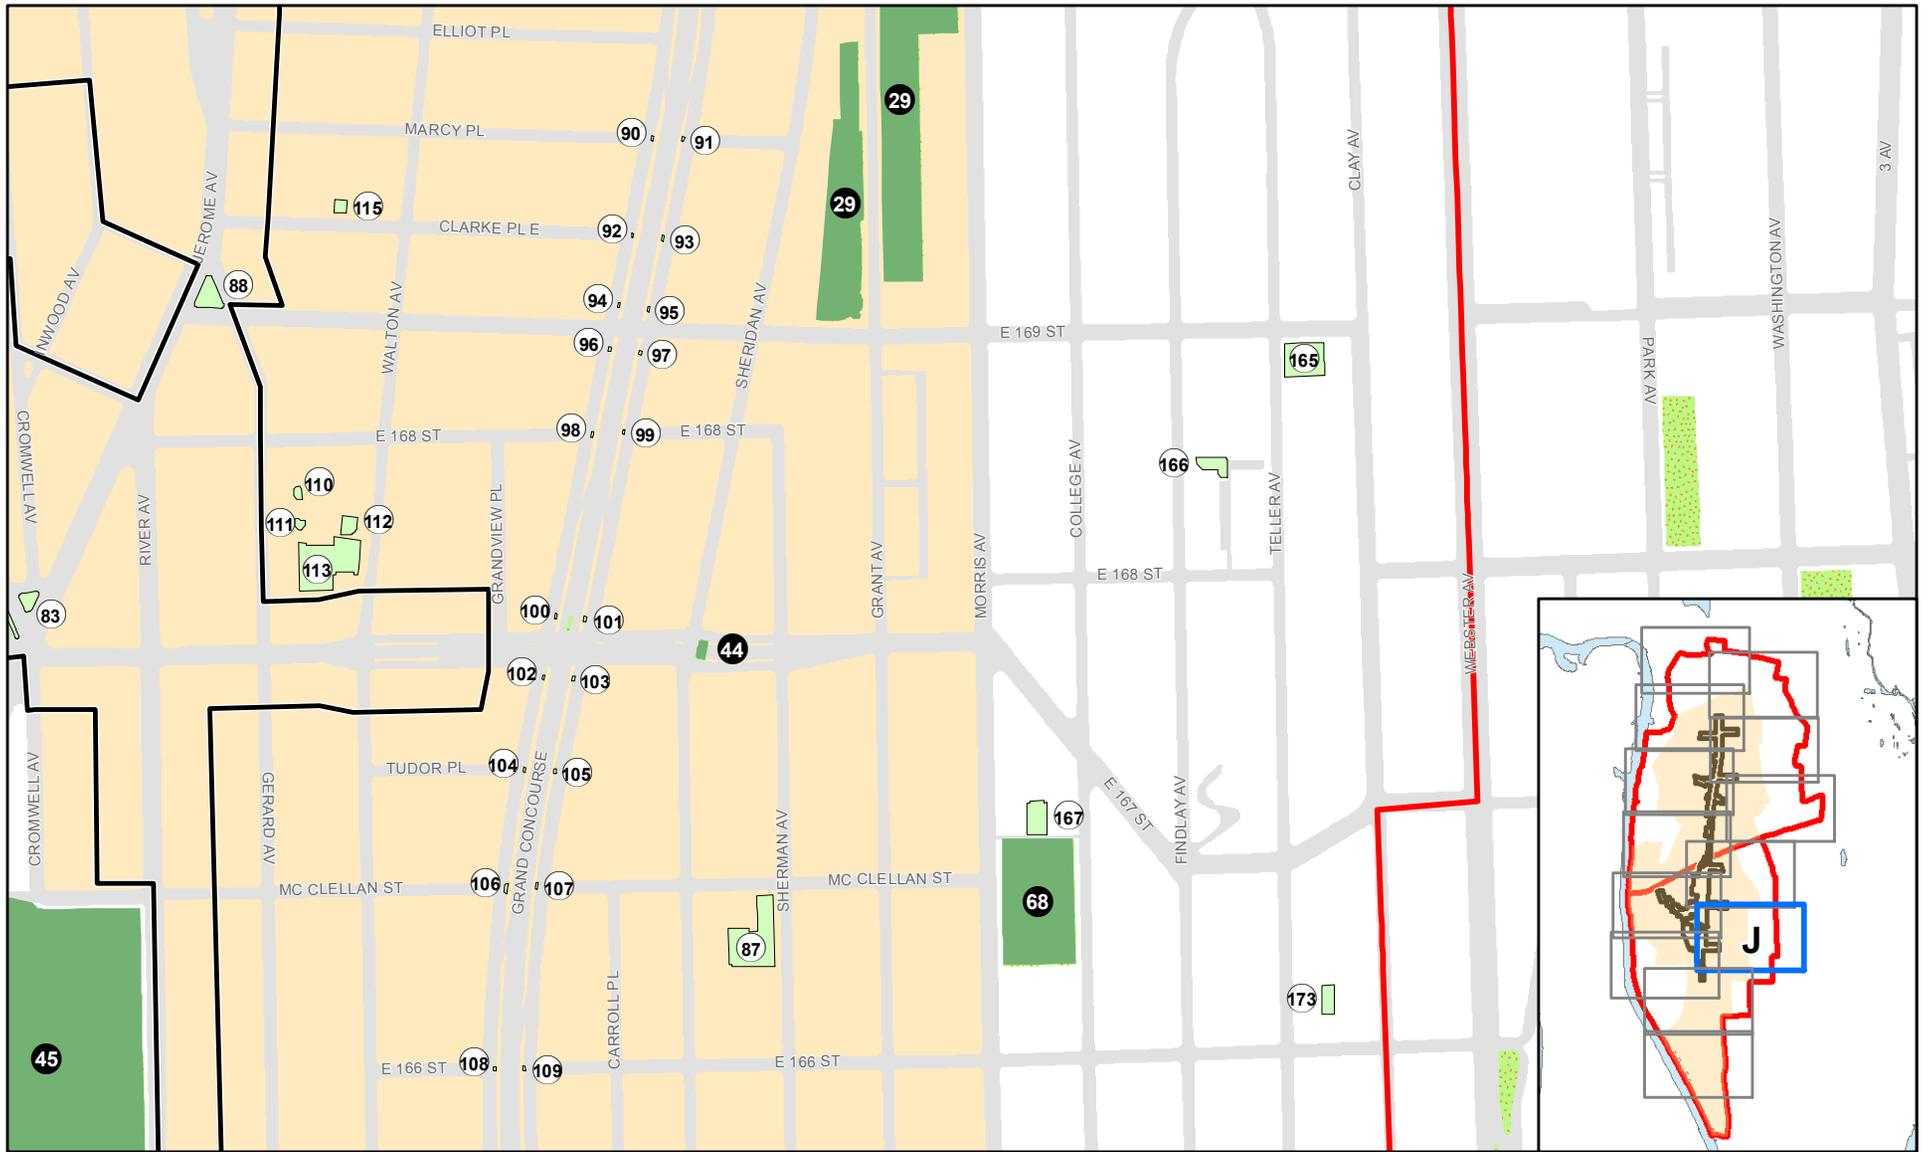 ELLIOT PL
29
90
MARCY PL
91
CLAY AV
3 AV
JEROME AV
115
29
92
CLARKE PL E
93
WASHINGTON AV
88
94
95
INWOOD AV
WALTON AV
SHERIDAN AV
E 169 ST
96
97
165
PARK AV
CROMWELL AV
98
99
E 168 ST
E 168 ST
166
COLLEGE AV
TELLER AV
110
111
112
RIVER AV
GRANDVIEW PL
113
GRANT AV
MORRIS AV
E 168 ST
83
100
101
44
WEBSTER AV
102
103
104
TUDOR PL
105
CROMWELL AV
GERARD AV
GRAND CONCOURSE
SHERMAN AV
167
E 167 ST
FINDLAY AV
106
MC CLELLAN ST
107
MC CLELLAN ST
68
87
J
173
CARROLL PL
45
108
E 166 ST
109
E 166 ST